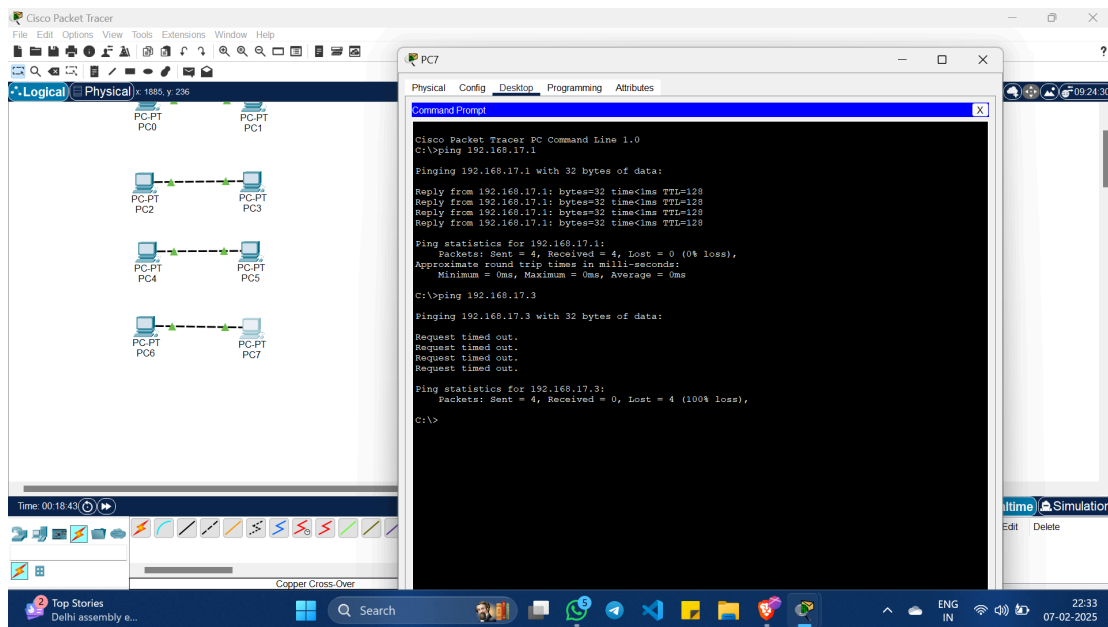 Cisco Packet Tracer
File Edit Options View Tools Extensions Window Help
?
Logical Physical x: 1885, y: 236
09:24:30
PC-PT
PC0
PC-PT
PC1
PC-PT
PC2
PC-PT
PC3
PC-PT
PC4
PC-PT
PC5
PC-PT
PC6
PC-PT
PC7
PC7
Physical Config Desktop Programming Attributes
Command Prompt X
Cisco Packet Tracer PC Command Line 1.0
C:\>ping 192.168.17.1
Pinging 192.168.17.1 with 32 bytes of data:
Reply from 192.168.17.1: bytes=32 time<1ms TTL=128
Reply from 192.168.17.1: bytes=32 time<1ms TTL=128
Reply from 192.168.17.1: bytes=32 time<1ms TTL=128
Reply from 192.168.17.1: bytes=32 time<1ms TTL=128
Ping statistics for 192.168.17.1:
Packets: Sent = 4, Received = 4, Lost = 0 (0% loss),
Approximate round trip times in milli-seconds:
Minimum = 0ms, Maximum = 0ms, Average = 0ms
C:\>ping 192.168.17.3
Pinging 192.168.17.3 with 32 bytes of data:
Request timed out.
Request timed out.
Request timed out.
Request timed out.
Ping statistics for 192.168.17.3:
Packets: Sent = 4, Received = 0, Lost = 4 (100% loss),
C:\>
Time: 00:18:43
ltime Simulation
Edit Delete
Copper Cross-Over
2
Top Stories
Delhi assembly e...
Search
5
ENG
IN
22:33
07-02-2025